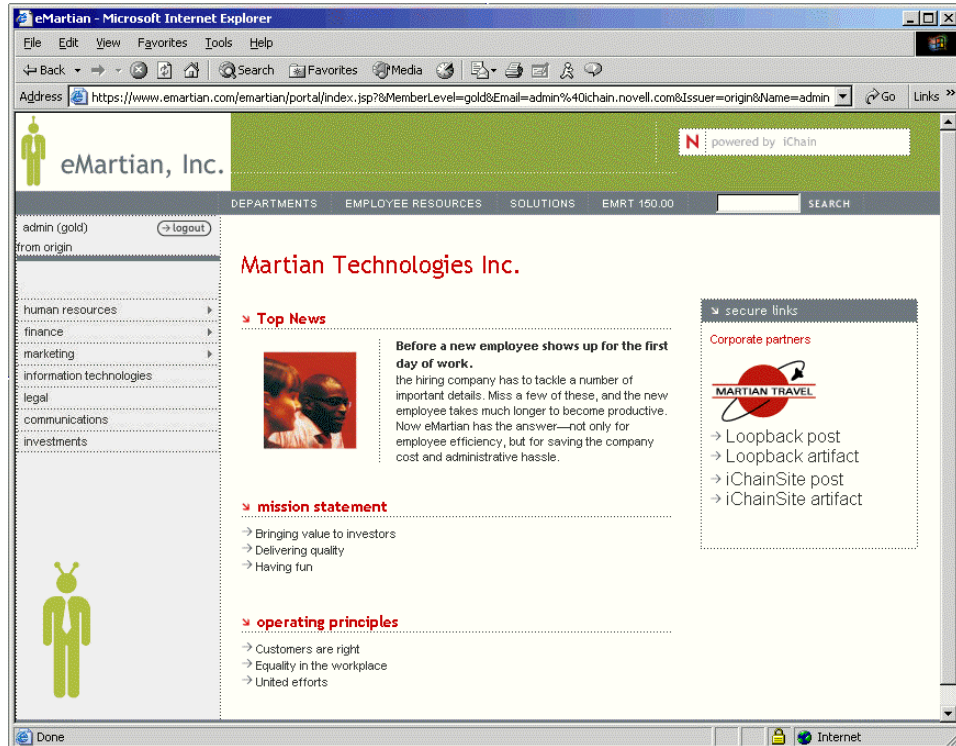 eMartian - Microsoft Internet Explorer
File Edit View Favorites Tools Help
Back Search Favorites Media
Address https://www.emartian.com/emartian/portal/index.jsp?&MemberLevel=gold&Email=admin%40ichain.novell.com&Issuer=origin&Name=admin Go Links »
eMartian, Inc.
N powered by iChain
DEPARTMENTS EMPLOYEE RESOURCES SOLUTIONS EMRT 150.00 SEARCH
admin (gold) logout
from origin
human resources
finance
marketing
information technologies
legal
communications
investments
Martian Technologies Inc.
Top News
Before a new employee shows up for the first
day of work.
the hiring company has to tackle a number of
important details. Miss a few of these, and the new
employee takes much longer to become productive.
Now eMartian has the answer—not only for
employee efficiency, but for saving the company
cost and administrative hassle.
mission statement
Bringing value to investors
Delivering quality
Having fun
operating principles
Customers are right
Equality in the workplace
United efforts
secure links
Corporate partners
MARTIAN TRAVEL
Loopback post
Loopback artifact
iChainSite post
iChainSite artifact
Done Internet